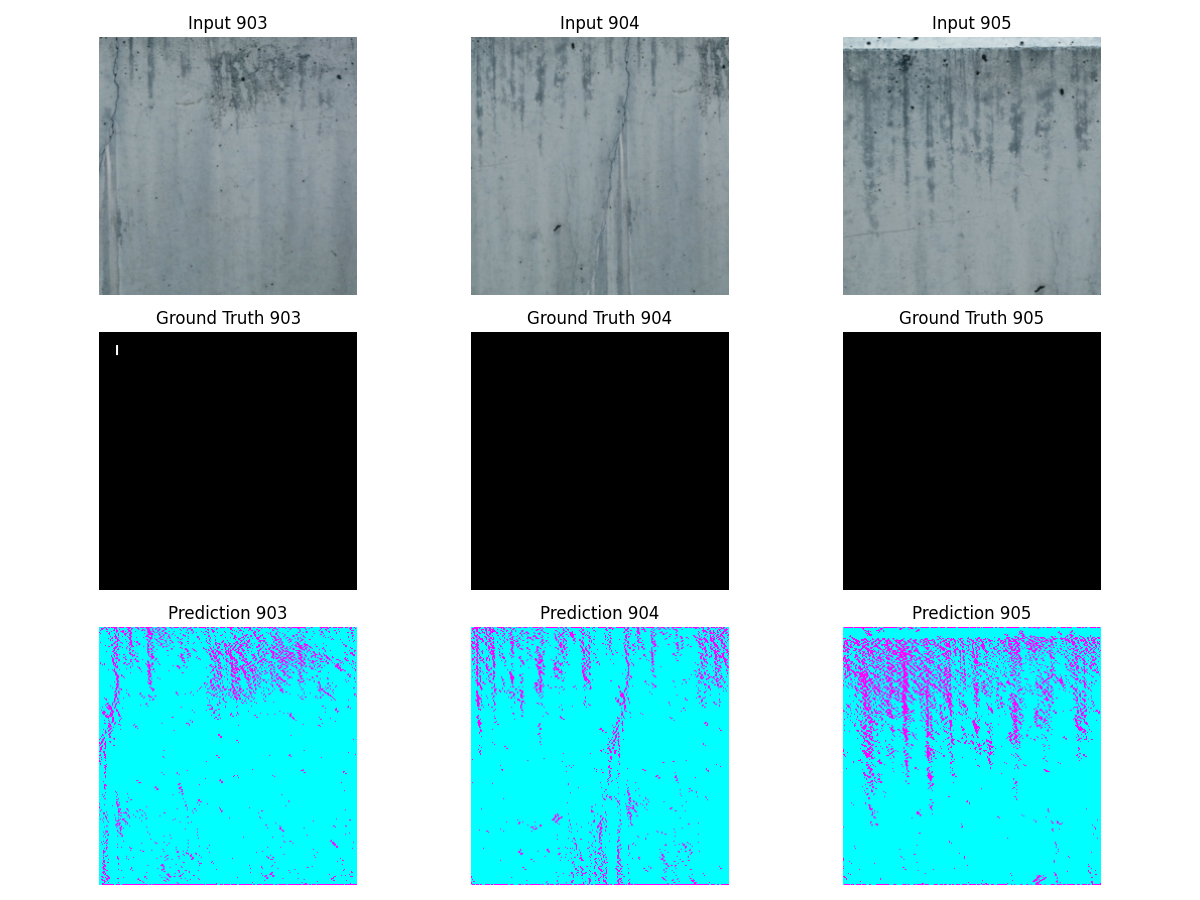 Input 903
Input 904
Input 905
Ground Truth 903
Ground Truth 904
Ground Truth 905
Prediction 903
Prediction 904
Prediction 905